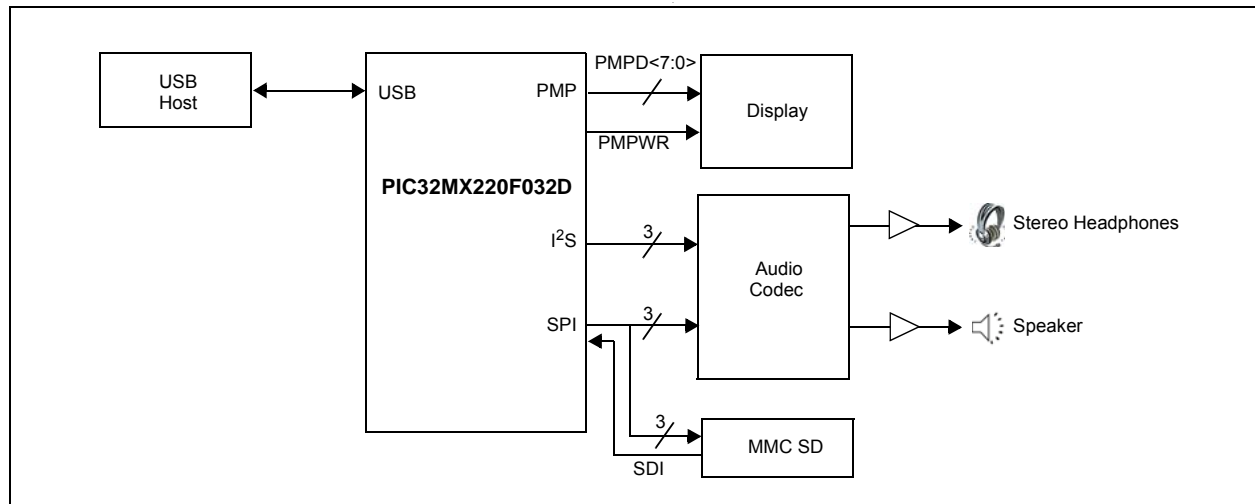 USB
Host
USB
PMP
PMPD<7:0>
PMPWR
Display
PIC32MX220F032D
I²S
3
Audio
Codec
Stereo Headphones
SPI
3
Speaker
3
SDI
MMC SD